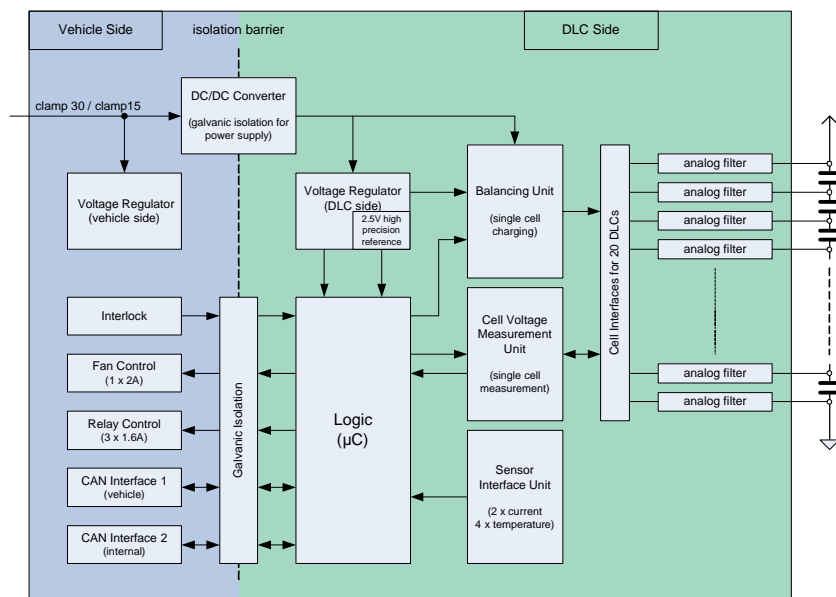 Vehicle Side
isolation barrier
DLC Side
DC/DC Converter
(galvanic isolation for
power supply)
clamp 30 / clamp15
Voltage Regulator
(vehicle side)
Voltage Regulator
(DLC side)
2.5V high
precision
reference
Balancing Unit
(single cell
charging)
Cell Interfaces for 20 DLCs
analog filter
analog filter
analog filter
analog filter
Interlock
Fan Control
(1 x 2A)
Relay Control
(3 x 1.6A)
CAN Interface 1
(vehicle)
CAN Interface 2
(internal)
Galvanic Isolation
Logic
(µC)
Cell Voltage
Measurement
Unit
(single cell
measurement)
Sensor
Interface Unit
(2 x current
4 x temperature)
analog filter
analog filter